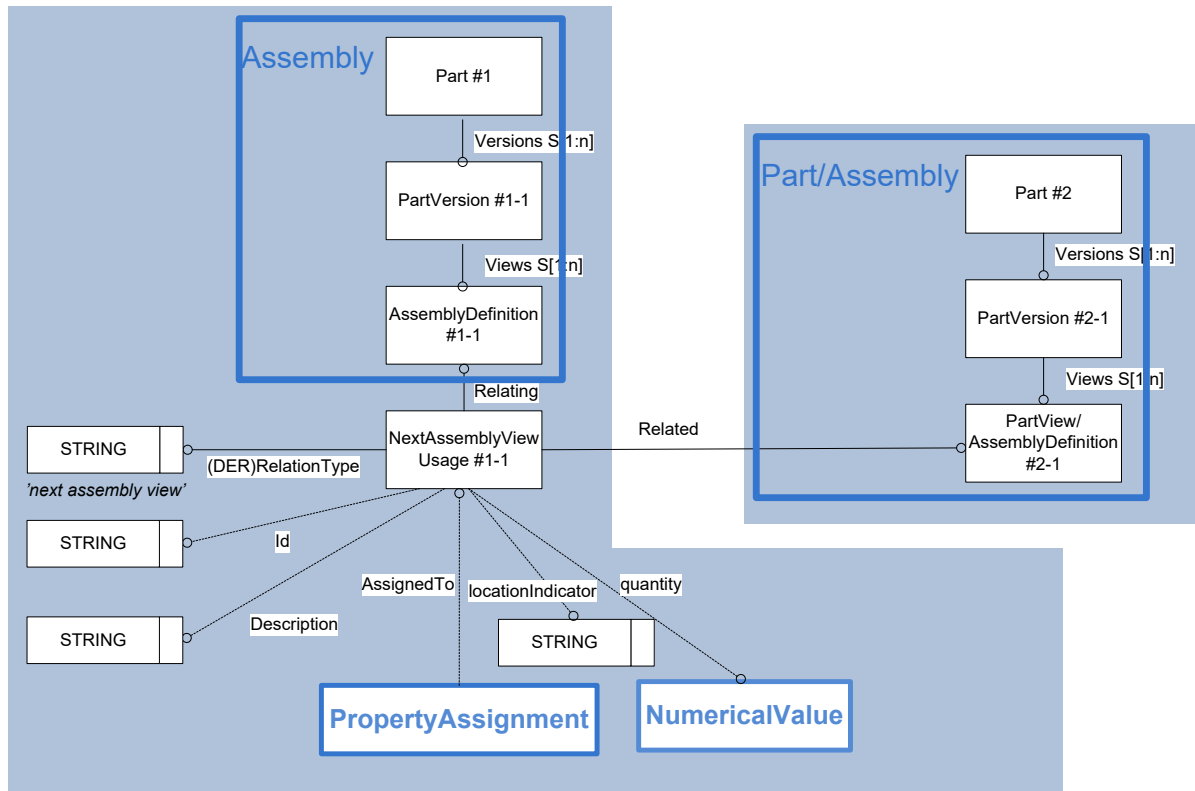 Assembly
Part #1
Versions S[1:n]
PartVersion #1-1
Views S[1:n]
AssemblyDefinition
#1-1
Relating
Part/Assembly
Part #2
Versions S[1:n]
PartVersion #2-1
Views S[1:n]
PartView/
AssemblyDefinition
#2-1
NextAssemblyView
Usage #1-1
Related
STRING
(DER)RelationType
'next assembly view'
STRING
Id
STRING
Description
AssignedTo
locationIndicator
quantity
STRING
PropertyAssignment
NumericalValue